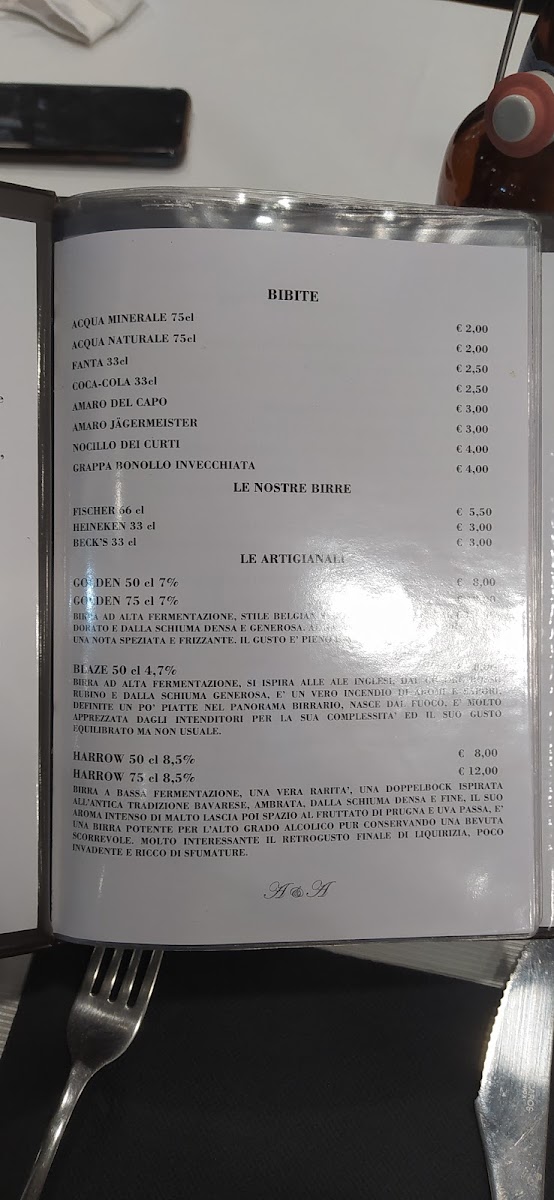 BIBITE
ACQUA MINERALE 75cl € 2,00
ACQUA NATURALE 75cl € 2,00
FANTA 33cl € 2,50
COCA-COLA 33cl € 2,50
AMARO DEL CAPO € 3,00
AMARO JÄGERMEISTER € 3,00
NOCILLO DEI CURTI € 4,00
GRAPPA BONOLLO INVECCHIATA € 4,00
LE NOSTRE BIRRE
FISCHER 66 cl € 5,50
HEINEKEN 33 cl € 3,00
BECK'S 33 cl € 3,00
LE ARTIGIANALI
GOLDEN 50 cl 7% € 8,00
GOLDEN 75 cl 7%
BIRRA AD ALTA FERMENTAZIONE, STILE BELGIAN
DORATO E DALLA SCHIUMA DENSA E GENEROSA.
UNA NOTA SPEZIATA E FRIZZANTE. IL GUSTO E' PIENO
BLAZE 50 cl 4,7%
BIRRA AD ALTA FERMENTAZIONE, SI ISPIRA ALLE ALE INGLESI, DAL
RUBINO E DALLA SCHIUMA GENEROSA, E' UN VERO INCENDIO DI AROMI E SAPORI.
DEFINITE UN PO' PIATTE NEL PANORAMA BIRRARIO, NASCE DAL FUOCO, E' MOLTO
APPREZZATA DAGLI INTENDITORI PER LA SUA COMPLESSITA' ED IL SUO GUSTO
EQUILIBRATO MA NON USUALE.
HARROW 50 cl 8,5% € 8,00
HARROW 75 cl 8,5% € 12,00
BIRRA A BASSA FERMENTAZIONE, UNA VERA RARITA', UNA DOPPELBOCK ISPIRATA
ALL'ANTICA TRADIZIONE BAVARESE, AMBRATA, DALLA SCHIUMA DENSA E FINE, IL SUO
AROMA INTENSO DI MALTO LASCIA POI SPAZIO AL FRUTTATO DI PRUGNA E UVA PASSA, E'
UNA BIRRA POTENTE PER L'ALTO GRADO ALCOLICO PUR CONSERVANDO UNA BEVUTA
SCORREVOLE. MOLTO INTERESSANTE IL RETROGUSTO FINALE DI LIQUIRIZIA, POCO
INVADENTE E RICCO DI SFUMATURE.
A & A